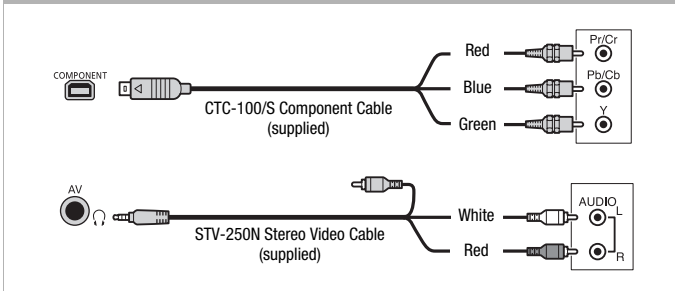 COMPONENT
CTC-100/S Component Cable
(supplied)
Red
Blue
Green
Pr/Cr
Pb/Cb
Y
AV
STV-250N Stereo Video Cable
(supplied)
White
Red
AUDIO
L
R